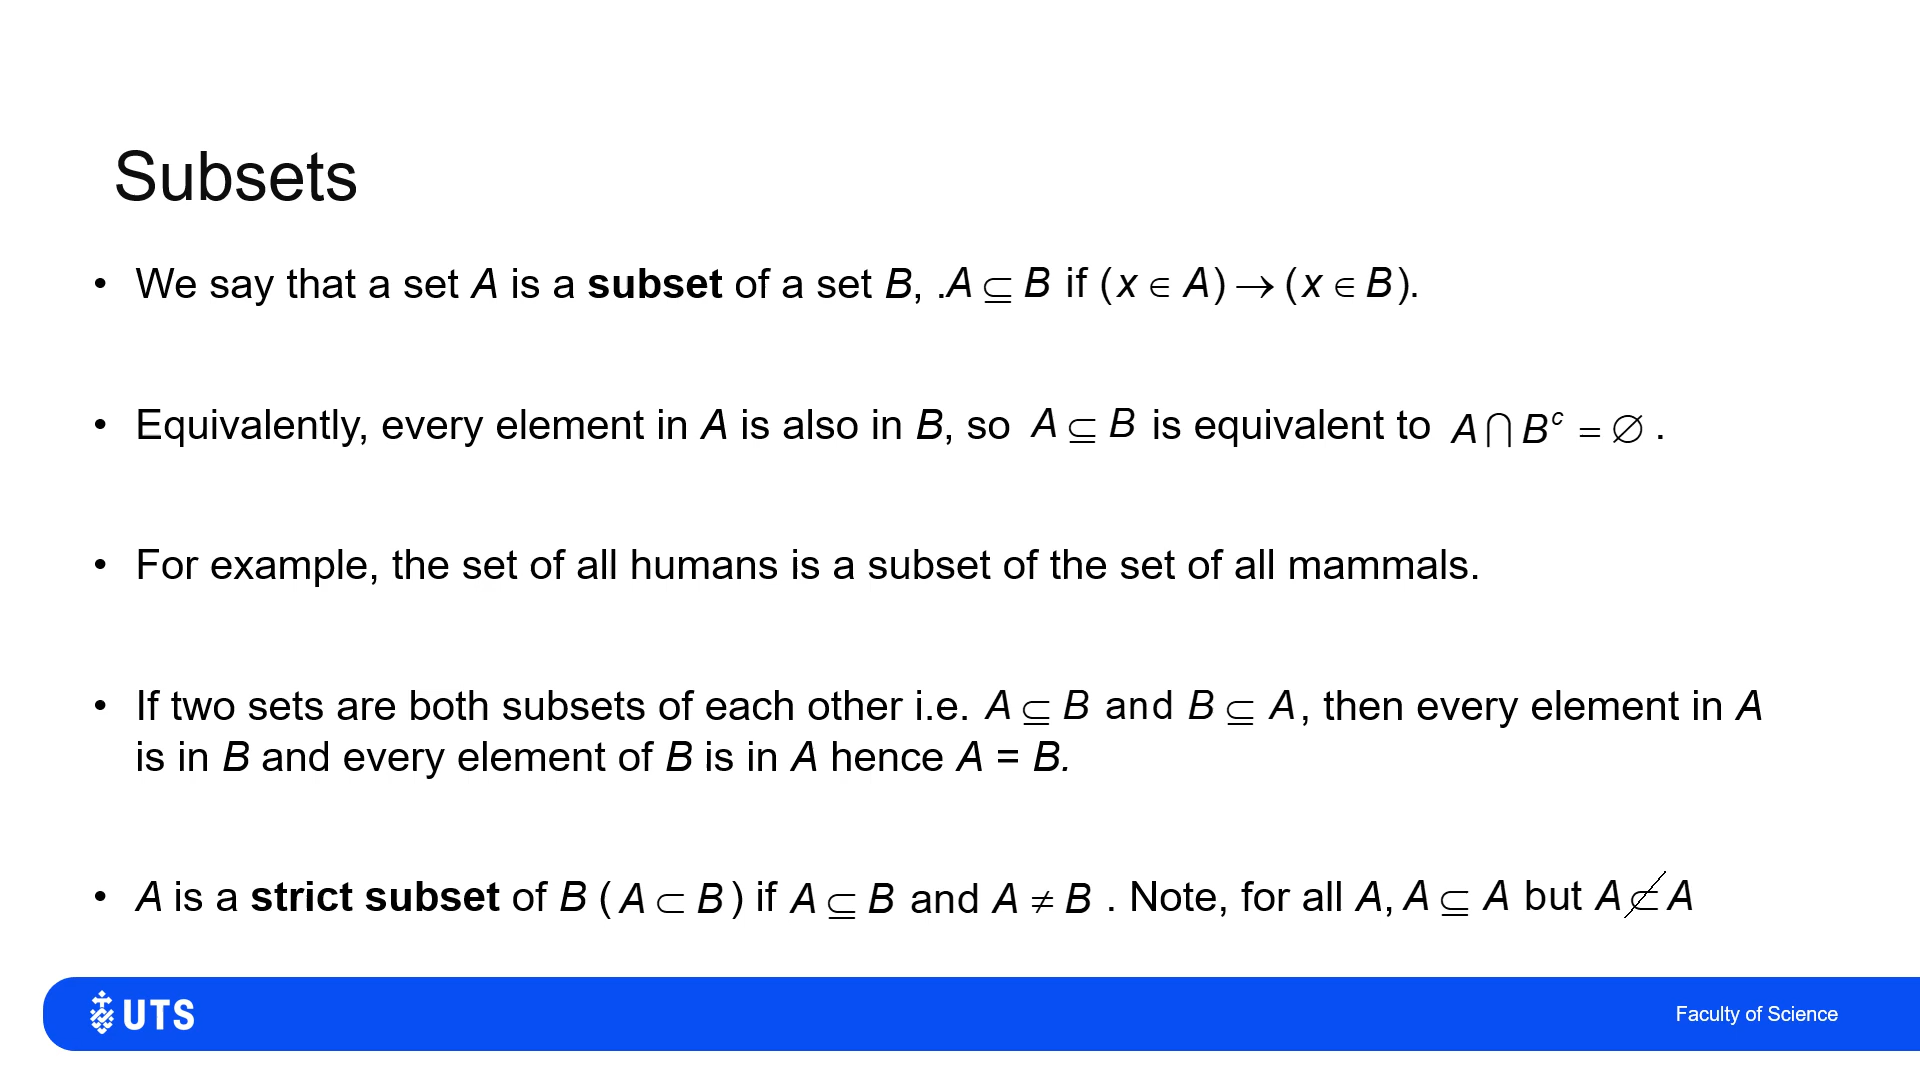 Subsets
• We say that a set A is a subset of a set B, .A ⊆ B if (x ∈ A) → (x ∈ B).
• Equivalently, every element in A is also in B, so A ⊆ B is equivalent to A ⋂ Bᶜ = ∅ .
• For example, the set of all humans is a subset of the set of all mammals.
• If two sets are both subsets of each other i.e. A ⊆ B and B ⊆ A, then every element in A
is in B and every element of B is in A hence A = B.
• A is a strict subset of B (A ⊂ B) if A ⊆ B and A ≠ B . Note, for all A, A ⊆ A but A ⊄ A
UTS
Faculty of Science